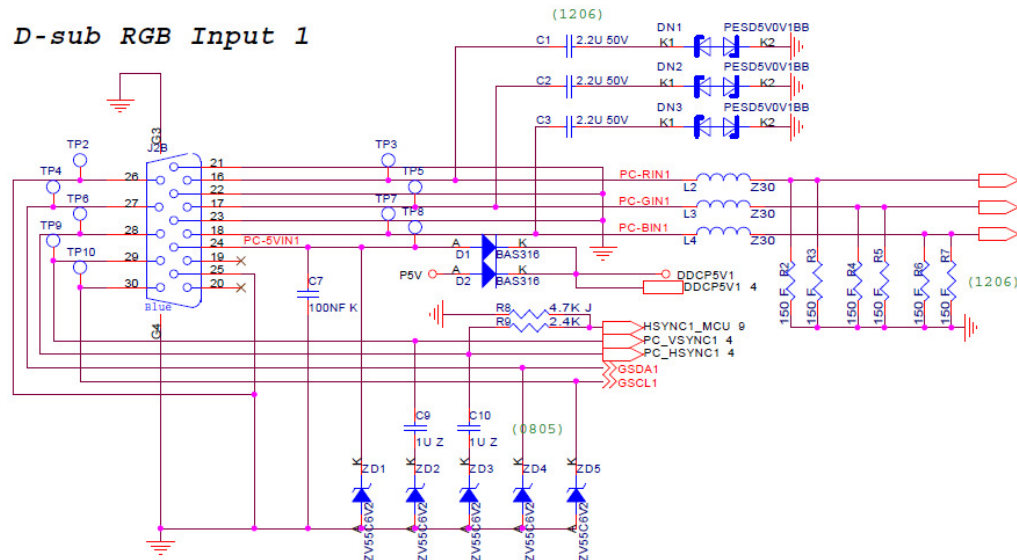 D-sub RGB Input 1
(1206)
C1 2.2U 50V DN1 K1 PESD5V0V1BB K2
C2 2.2U 50V DN2 K1 PESD5V0V1BB K2
C3 2.2U 50V DN3 K1 PESD5V0V1BB K2
G3
J2B
TP2
TP4
TP6
TP9
TP10
26
27
28
29
30
21
16
22
17
23
18
24
19
25
20
Blue
G4
TP3
TP5
TP7
TP8
PC-5VIN1
PC-RIN1
L2 Z30
PC-GIN1
L3 Z30
PC-BIN1
L4 Z30
A K
D1 BAS316
P5V A K
D2 BAS316
DDCP5V1
DDCP5V1 4
C7
100NF K
R8 4.7K J
R9 2.4K
HSYNC1_MCU 9
PC_VSYNC1 4
PC_HSYNC1 4
GSDA1
GSCL1
150 F R2
150 F R3
150 F R4
150 F R5
150 F R6
150 F R7
(1206)
C9
1U Z
C10
1U Z
(0805)
K ZD1
A ZV55C6V2
K ZD2
A ZV55C6V2
K ZD3
A ZV55C6V2
K ZD4
A ZV55C6V2
K ZD5
A ZV55C6V2